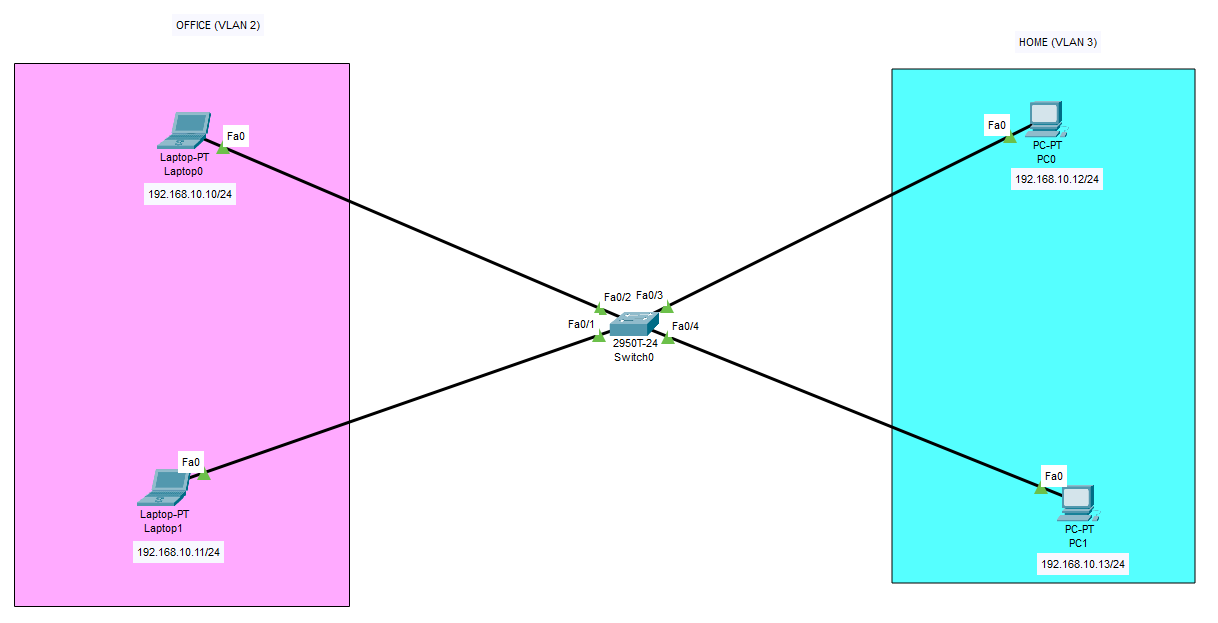 OFFICE (VLAN 2)
HOME (VLAN 3)
Fa0
Laptop-PT
Laptop0
192.168.10.10/24
Fa0
PC-PT
PC0
192.168.10.12/24
Fa0/2
Fa0/3
Fa0/1
Fa0/4
2950T-24
Switch0
Fa0
Laptop-PT
Laptop1
192.168.10.11/24
Fa0
PC-PT
PC1
192.168.10.13/24